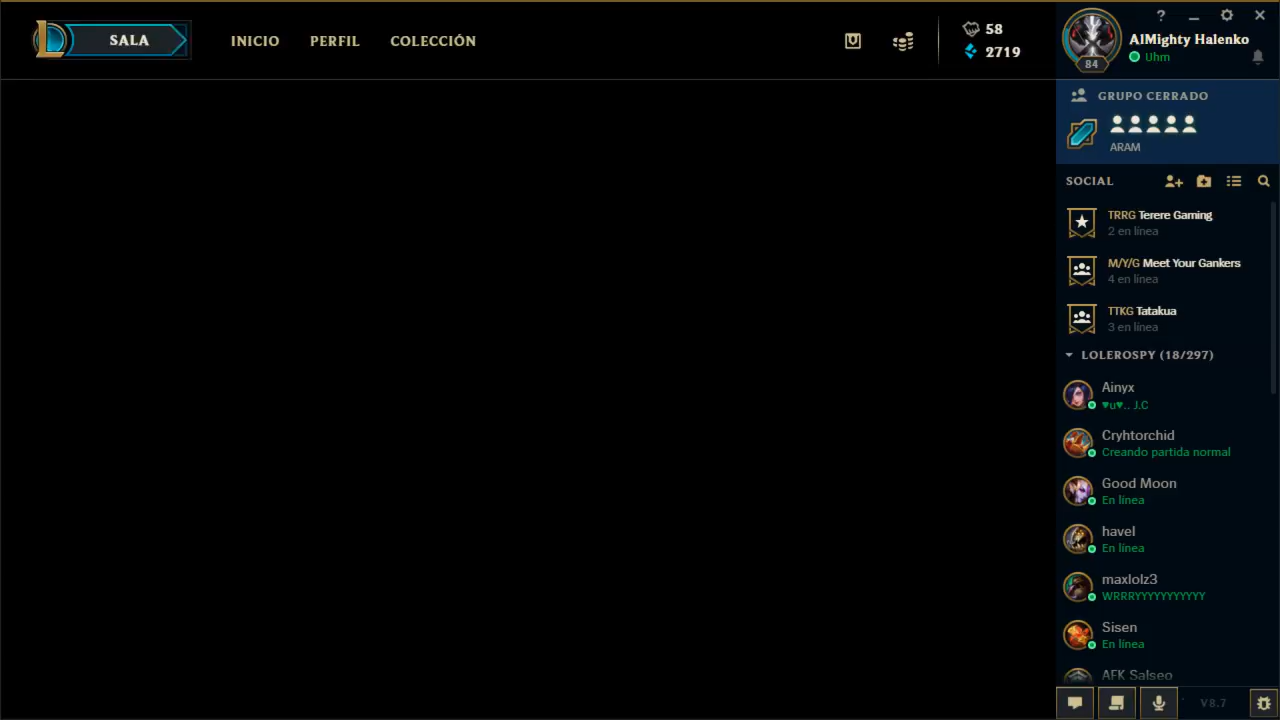 SALA
INICIO
PERFIL
COLECCIÓN
58
2719
?
AlMighty Halenko
84
Uhm
GRUPO CERRADO
ARAM
SOCIAL
TRRG Terere Gaming
2 en línea
M/Y/G Meet Your Gankers
4 en línea
TTKG Tatakua
3 en línea
LOLEROSPY (18/297)
Ainyx
♥u♥.. J.C
Cryhtorchid
Creando partida normal
Good Moon
En línea
havel
En línea
maxlolz3
WRRRYYYYYYYYYYY
Sisen
En línea
AFK Salseo
V8.7